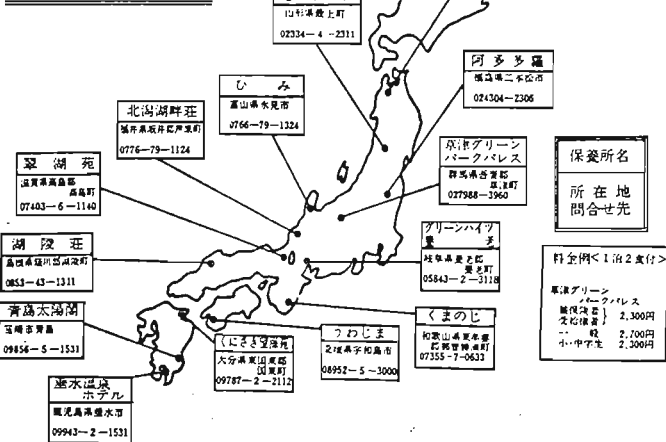 山形県最上町
02334-4-2311
阿多多羅
福島県二本松市
024304-2306
ひみ
富山県氷見市
0766-79-1324
北潟湖畔荘
福井県坂井郡芦原町
0776-79-1124
草津グリーン
パークパレス
群馬県吾妻郡
草津町
027988-3960
保養所名
所在地
問合せ先
翠湖苑
滋賀県高島郡
高島町
07403-6-1140
グリーンハイツ
養老
岐阜県養老郡
養老町
05843-2-3118
湖陵荘
島根県簸川郡湖陵町
0853-43-1311
料金例<1泊2食付>
草津グリーン
パークパレス
被保険者
受給権者
2,300円
一般 2,700円
小・中学生 2,300円
青島太陽閣
宮崎市青島
09856-5-1531
くにさき望洋苑
大分県東国東郡
国東町
09787-2-2112
うわじま
愛媛県宇和島市
08952-5-3000
くまのじ
和歌山県東牟婁
郡那智勝浦町
07355-7-0633
垂水温泉
ホテル
鹿児島県垂水市
09943-2-1531